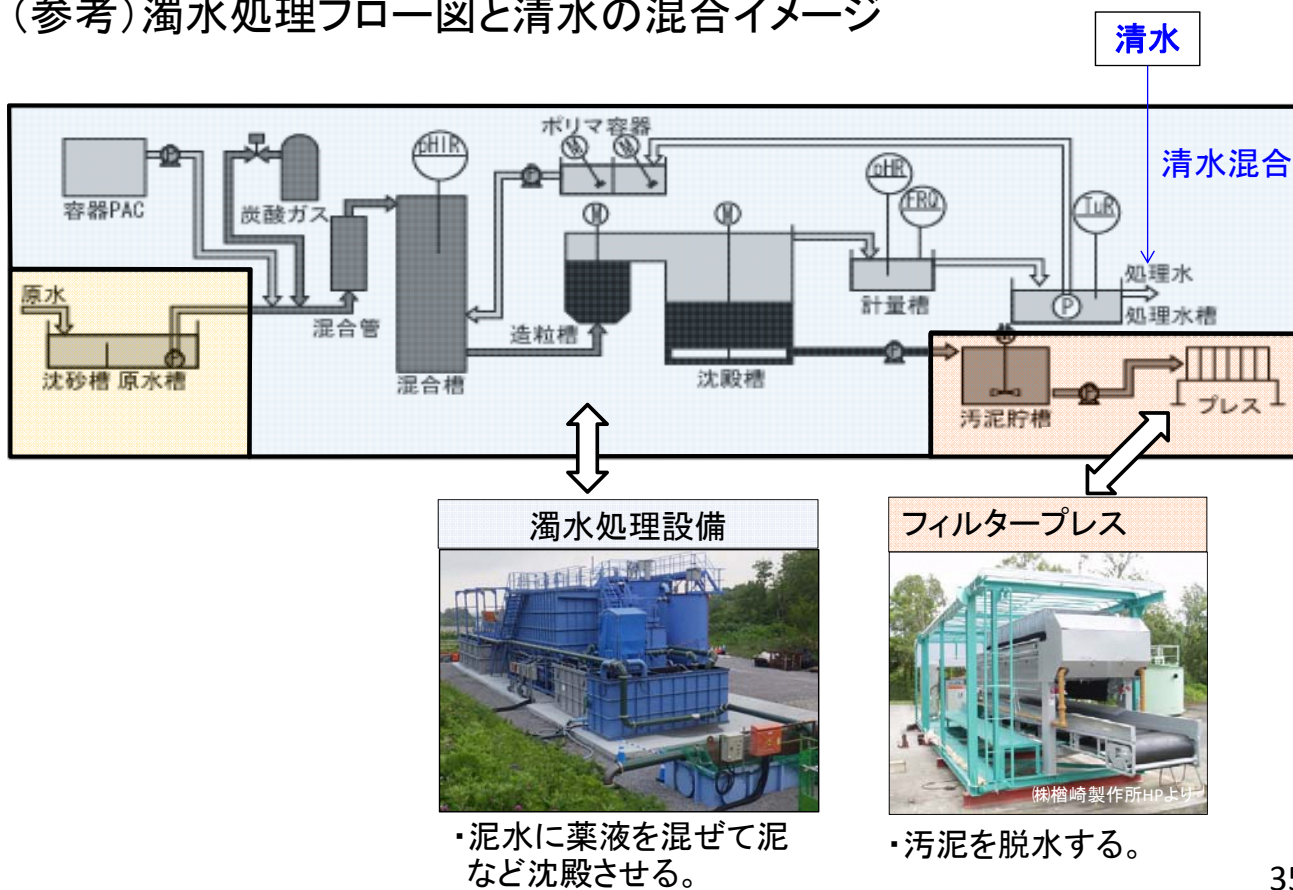 (参考)濁水処理フロー図と清水の混合イメージ
清水
清水混合
容器PAC
炭酸ガス
pHIR
ポリマ容器
M
M
pHR
FRQ
TuR
原水
沈砂槽 原水槽
P
混合管
混合槽
造粒槽
M
M
沈殿槽
計量槽
P
処理水
処理水槽
汚泥貯槽
プレス
濁水処理設備
・泥水に薬液を混ぜて泥
など沈殿させる。
フィルタープレス
㈱楢崎製作所HPより
・汚泥を脱水する。
35